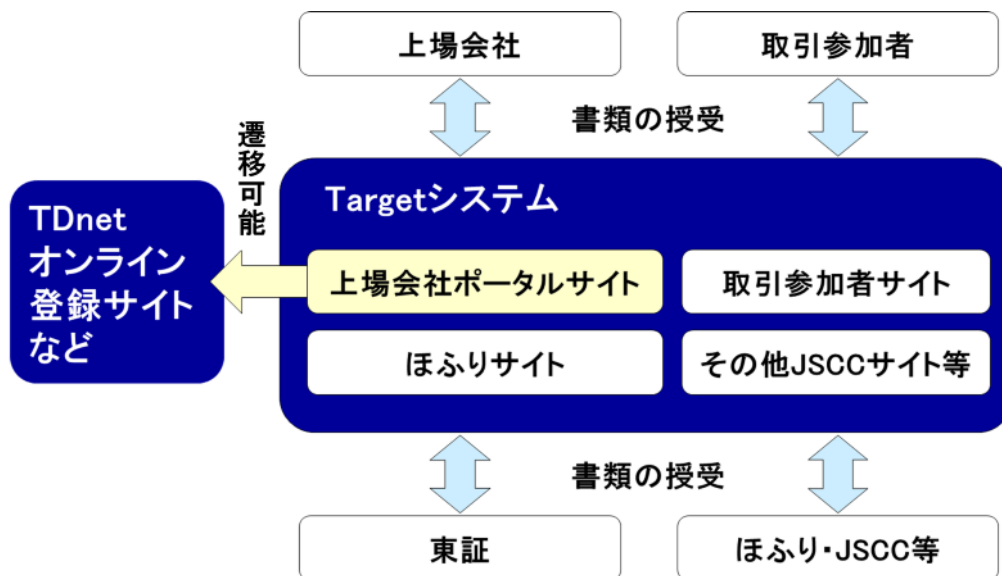 上場会社
取引参加者
書類の授受
遷移可能
TDnet
オンライン
登録サイト
など
Targetシステム
上場会社ポータルサイト
取引参加者サイト
ほふりサイト
その他JSCCサイト等
書類の授受
東証
ほふり・JSCC等